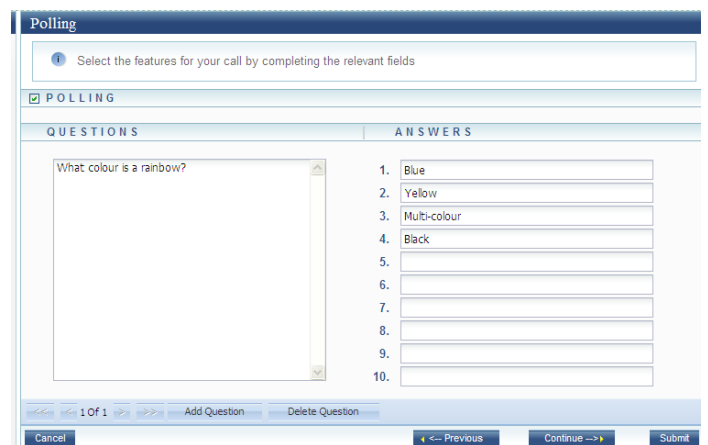 Polling
Select the features for your call by completing the relevant fields
POLLING
QUESTIONS
ANSWERS
What colour is a rainbow?
1. Blue
2. Yellow
3. Multi-colour
4. Black
5.
6.
7.
8.
9.
10.
<< < 1 Of 1 > >> Add Question Delete Question
Cancel <-- Previous Continue --> Submit